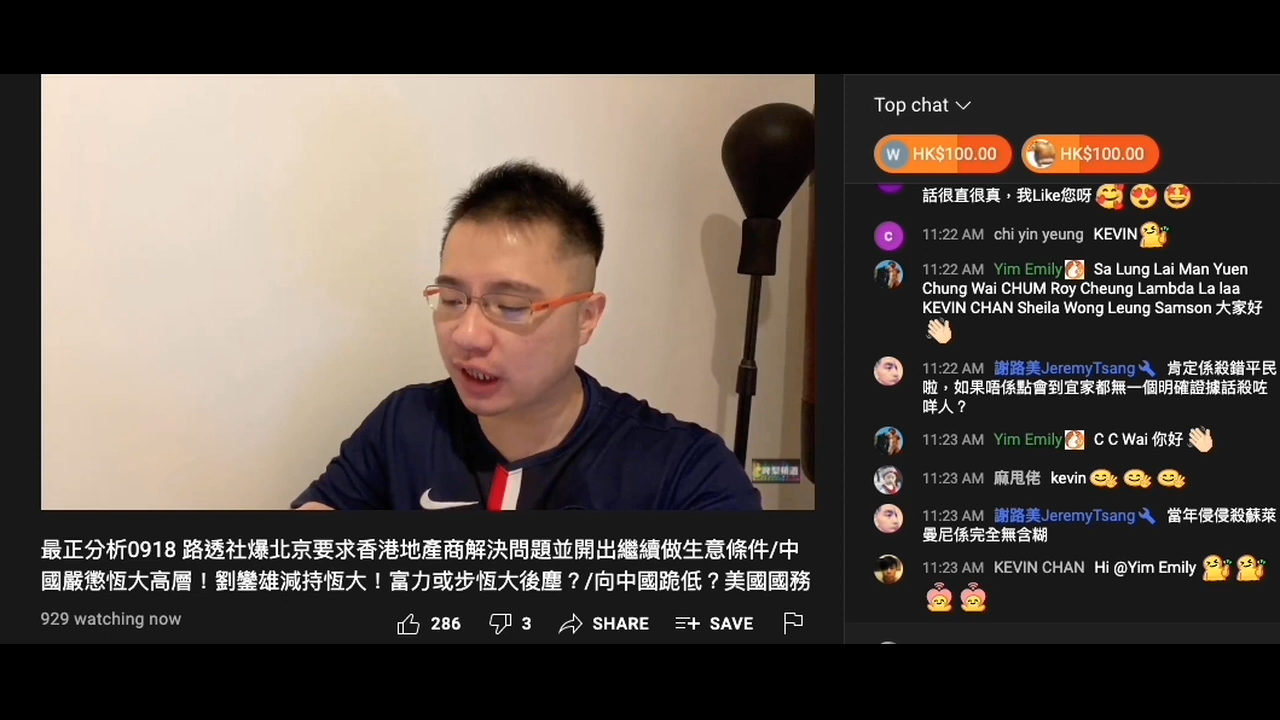 最正分析0918 路透社爆北京要求香港地產商解決問題並開出繼續做生意條件/中
國嚴懲恆大高層！劉鑾雄減持恆大！富力或步恆大後塵？/向中國跪低？美國國務
929 watching now
286
3
SHARE
SAVE
Top chat
W HK$100.00
HK$100.00
話很直很真，我Like您呀
C
11:22 AM chi yin yeung KEVIN
11:22 AM Yim Emily Sa Lung Lai Man Yuen
Chung Wai CHUM Roy Cheung Lambda La laa
KEVIN CHAN Sheila Wong Leung Samson 大家好
11:22 AM 謝路美JeremyTsang 肯定係殺錯平民
啦，如果唔係點會到宜家都無一個明確證據話殺咗
咩人？
11:23 AM Yim Emily C C Wai 你好
11:23 AM 麻甩佬 kevin
11:23 AM 謝路美JeremyTsang 當年侵侵殺蘇萊
曼尼係完全無含糊
11:23 AM KEVIN CHAN Hi @Yim Emily